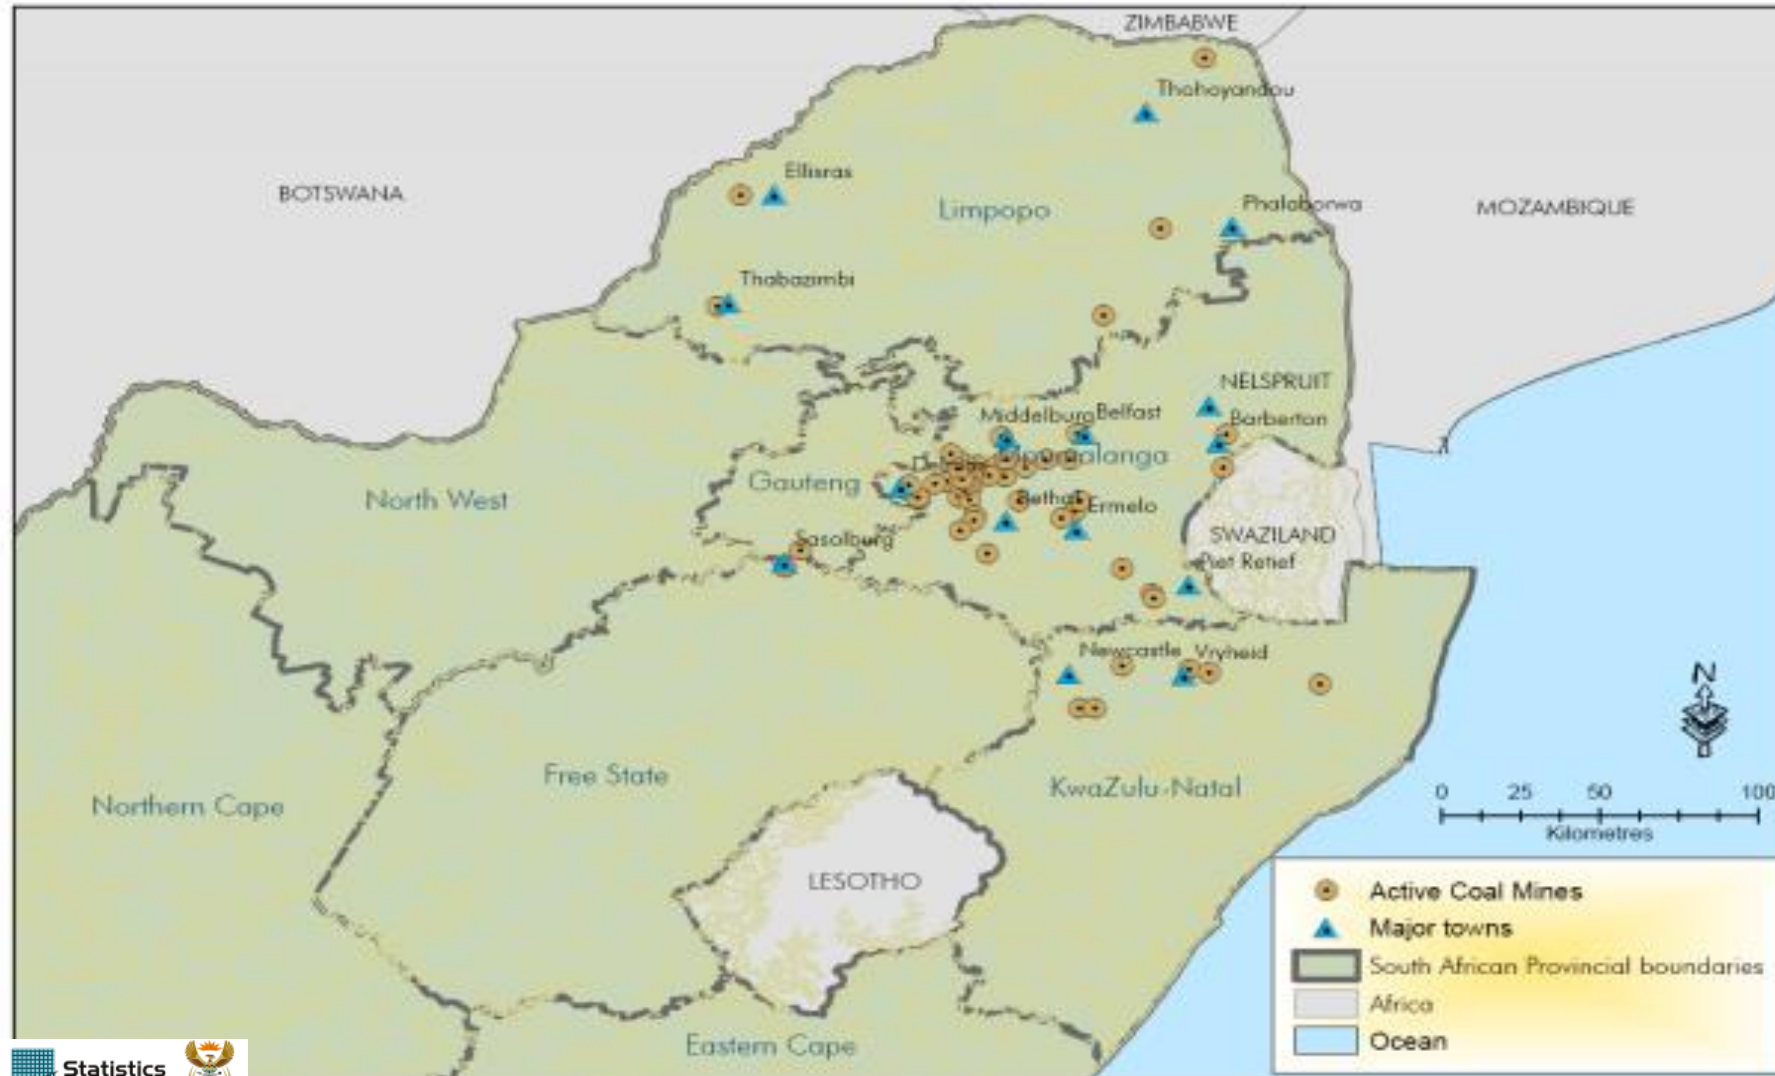 ZIMBABWE
Thohoyandou
Ellisras
BOTSWANA
Limpopo
Phalaborwa
MOZAMBIQUE
Thabazimbi
NELSPRUIT
Middelburg
Belfast
Barberton
Mpumalanga
Gauteng
North West
Bethal
Ermelo
Sasolburg
SWAZILAND
Piet Retief
Newcastle
Vryheid
N
Free State
KwaZulu-Natal
Northern Cape
0 25 50 100
Kilometres
LESOTHO
Active Coal Mines
Major towns
South African Provincial boundaries
Africa
Ocean
Eastern Cape
Statistics